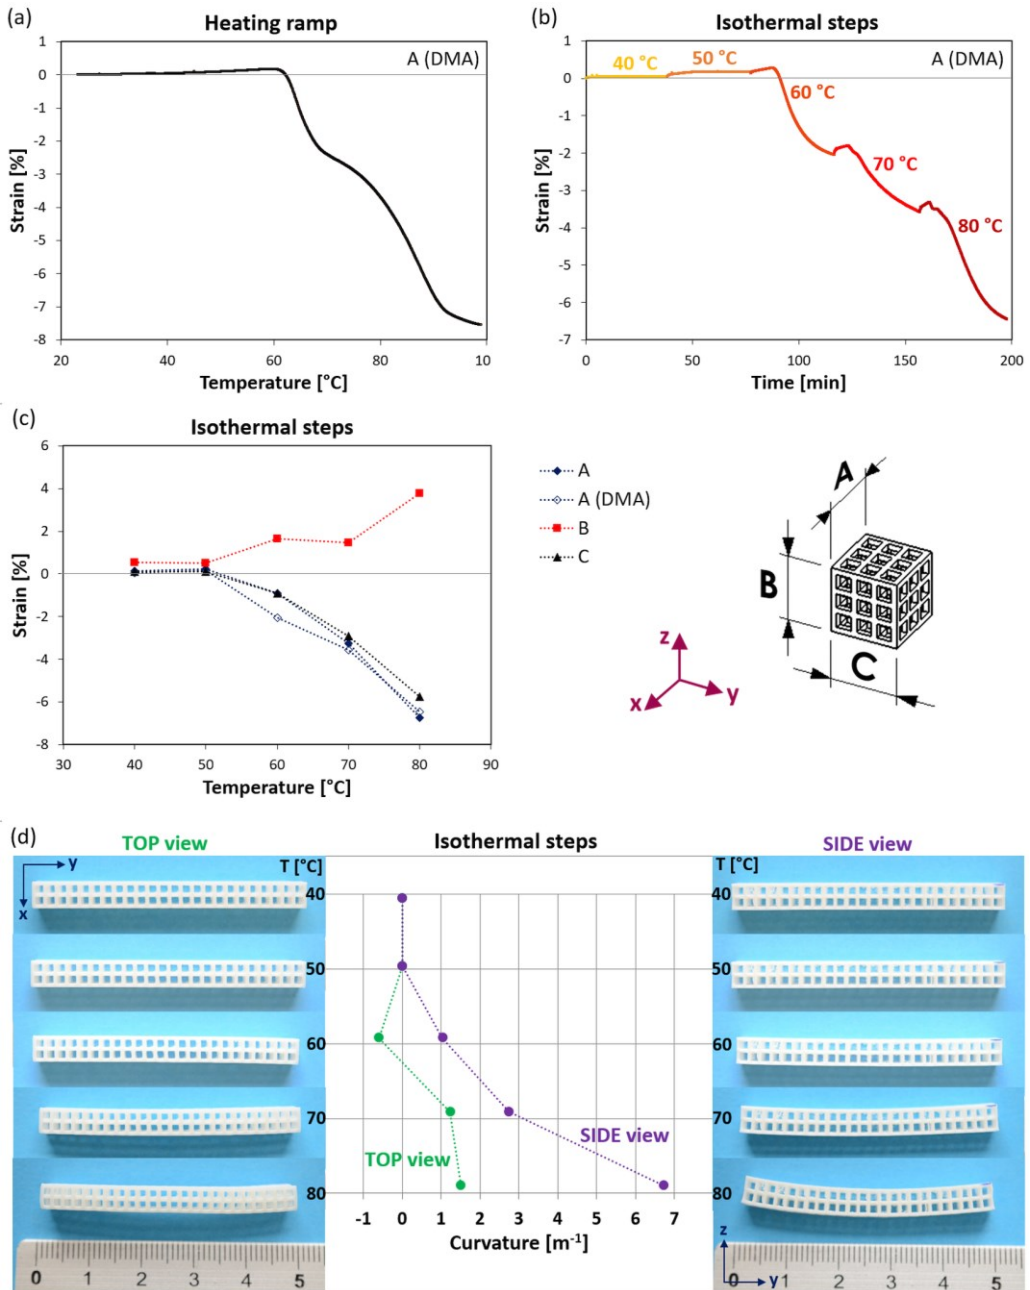 (a)
Heating ramp
A (DMA)
1
0
-1
-2
-3
-4
-5
-6
-7
-8
Strain [%]
20
40
60
80
10
Temperature [°C]
(b)
Isothermal steps
A (DMA)
40 °C
50 °C
60 °C
70 °C
80 °C
1
0
-1
-2
-3
-4
-5
-6
-7
Strain [%]
0
50
100
150
200
Time [min]
(c)
Isothermal steps
6
4
2
0
-2
-4
-6
-8
Strain [%]
30
40
50
60
70
80
90
Temperature [°C]
A
A (DMA)
B
C
A
B
C
z
x
y
(d)
TOP view
Isothermal steps
SIDE view
y
x
T [°C]
40
50
60
70
80
TOP view
SIDE view
-1
0
1
2
3
4
5
6
7
Curvature [m⁻¹]
T [°C]
40
50
60
70
80
z
y
0
1
2
3
4
5
0
1
2
3
4
5